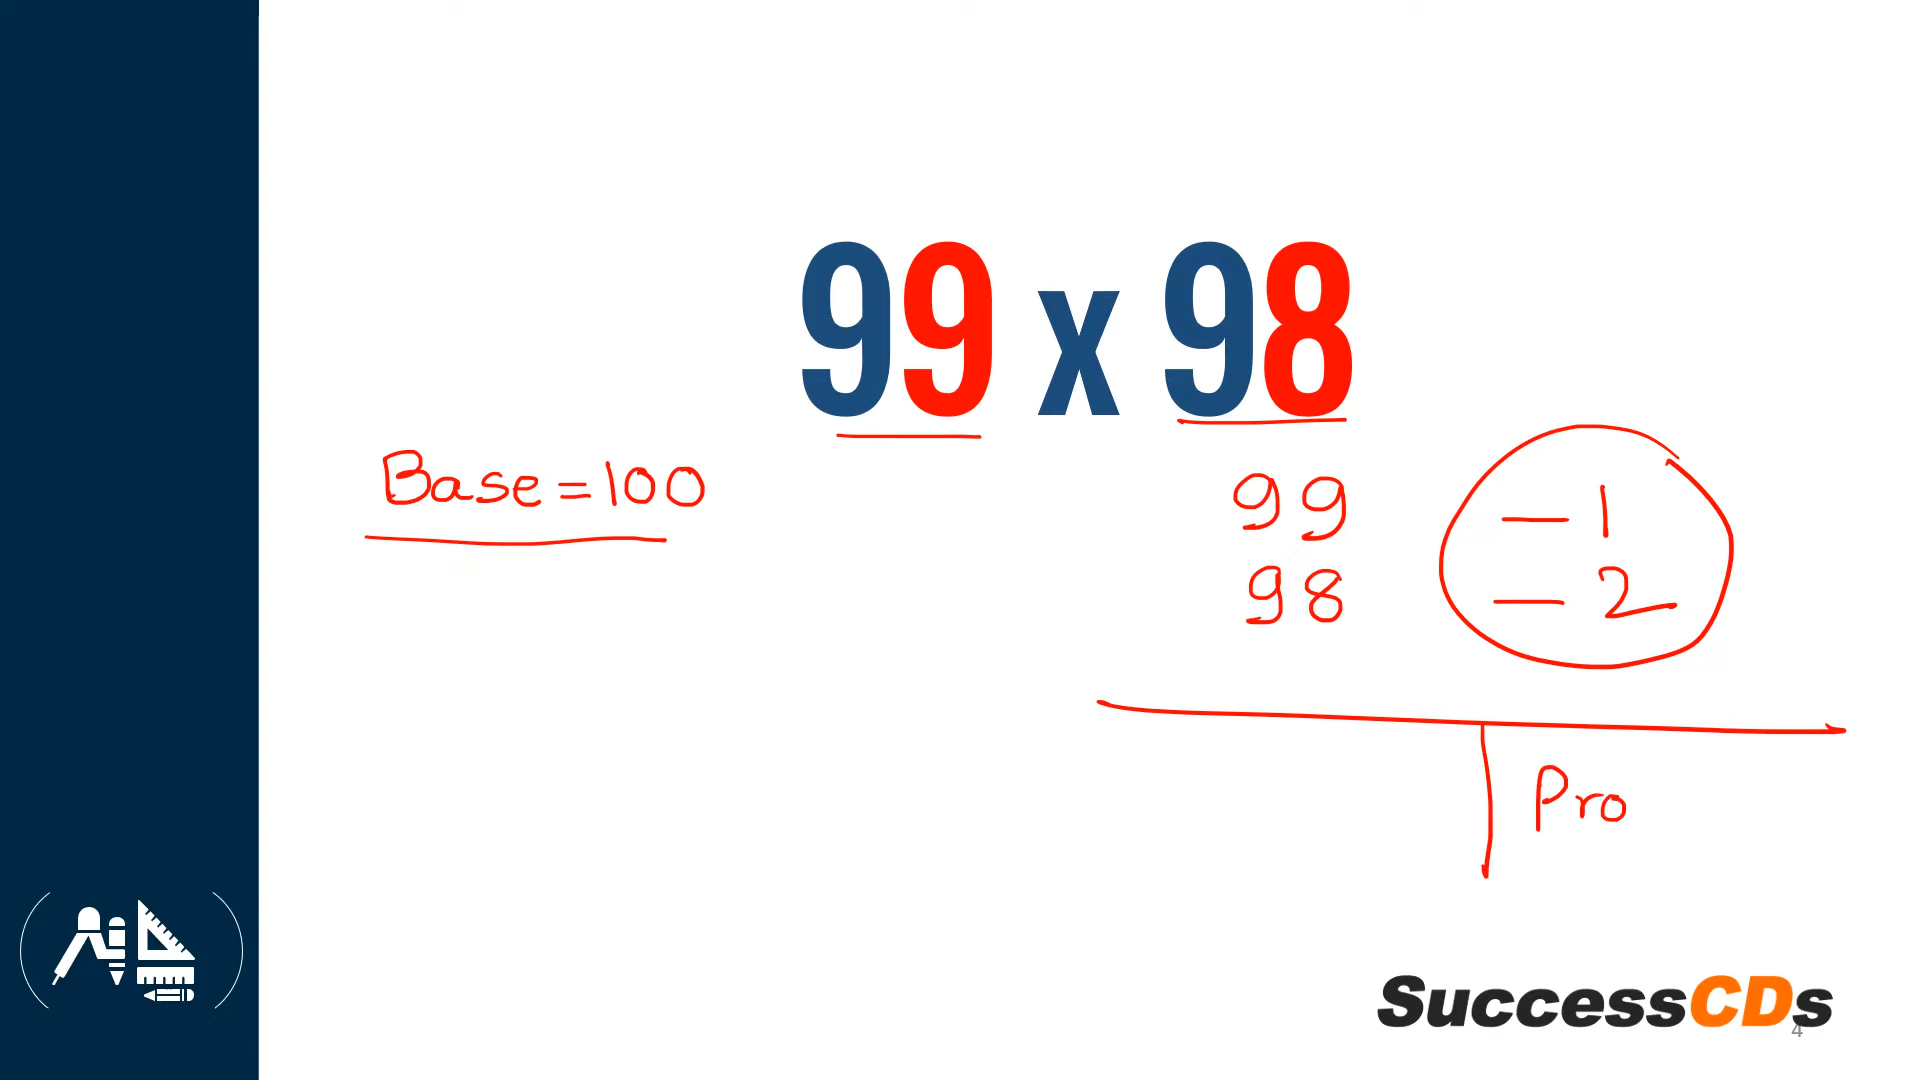 99 x 98
Base = 100
99 - 1
98 - 2
Pro
SuccessCDs
4